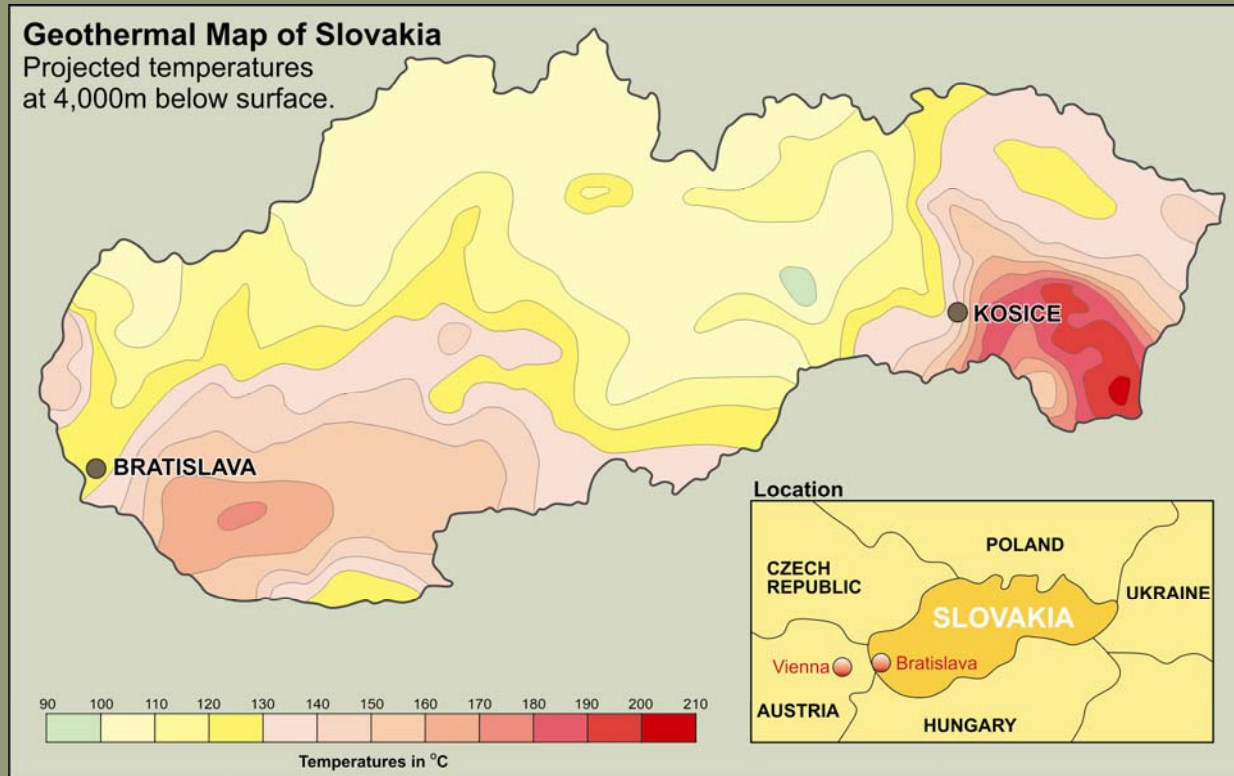 Geothermal Map of Slovakia
Projected temperatures
at 4,000m below surface.
KOSICE
BRATISLAVA
Location
POLAND
CZECH
REPUBLIC
UKRAINE
SLOVAKIA
Vienna
Bratislava
AUSTRIA
HUNGARY
90 100 110 120 130 140 150 160 170 180 190 200 210
Temperatures in °C